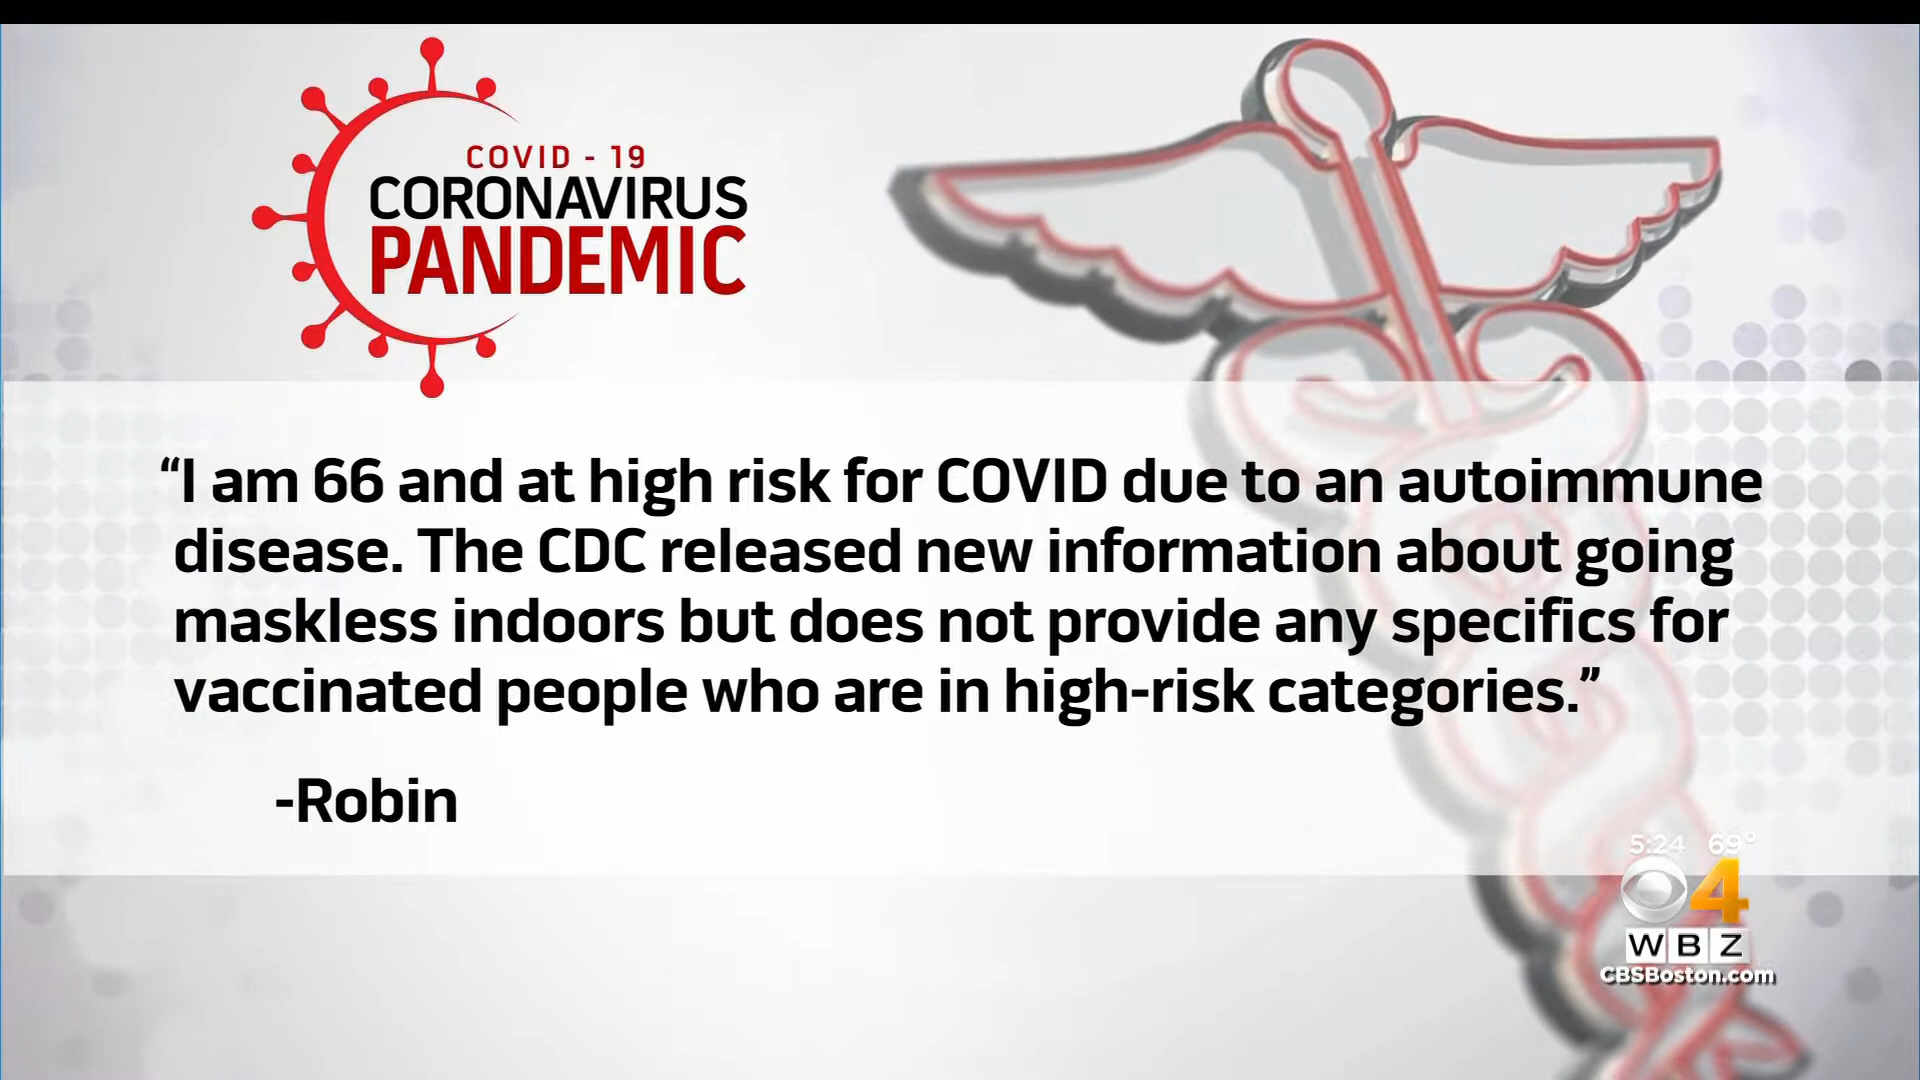 COVID - 19
CORONAVIRUS
PANDEMIC
“I am 66 and at high risk for COVID due to an autoimmune
disease. The CDC released new information about going
maskless indoors but does not provide any specifics for
vaccinated people who are in high-risk categories.”
-Robin
5:24 69°
4
WBZ
CBSBoston.com